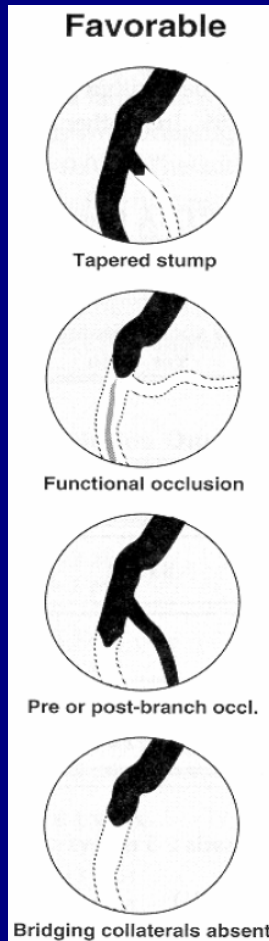 Favorable
Tapered stump
Functional occlusion
Pre or post-branch occl.
Bridging collaterals absent